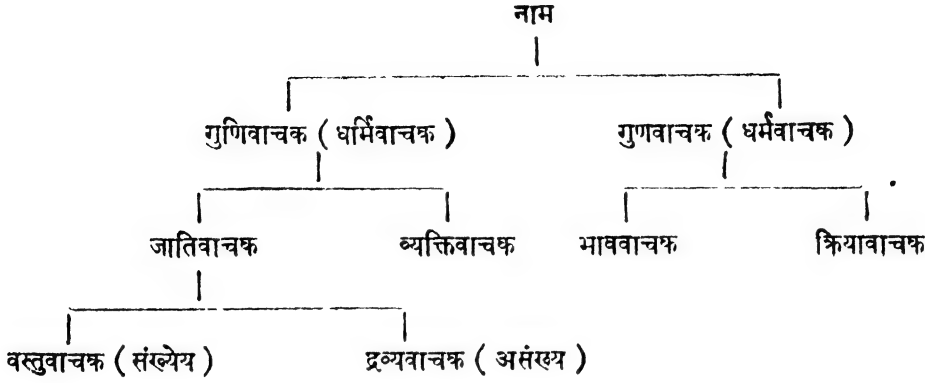 नाम
गुणिवाचक ( धर्मिवाचक ) गुणवाचक ( धर्मवाचक )
जातिवाचक व्यक्तिवाचक भाववाचक क्रियावाचक
वस्तुवाचक ( संख्येय ) द्रव्यवाचक ( असंख्य )